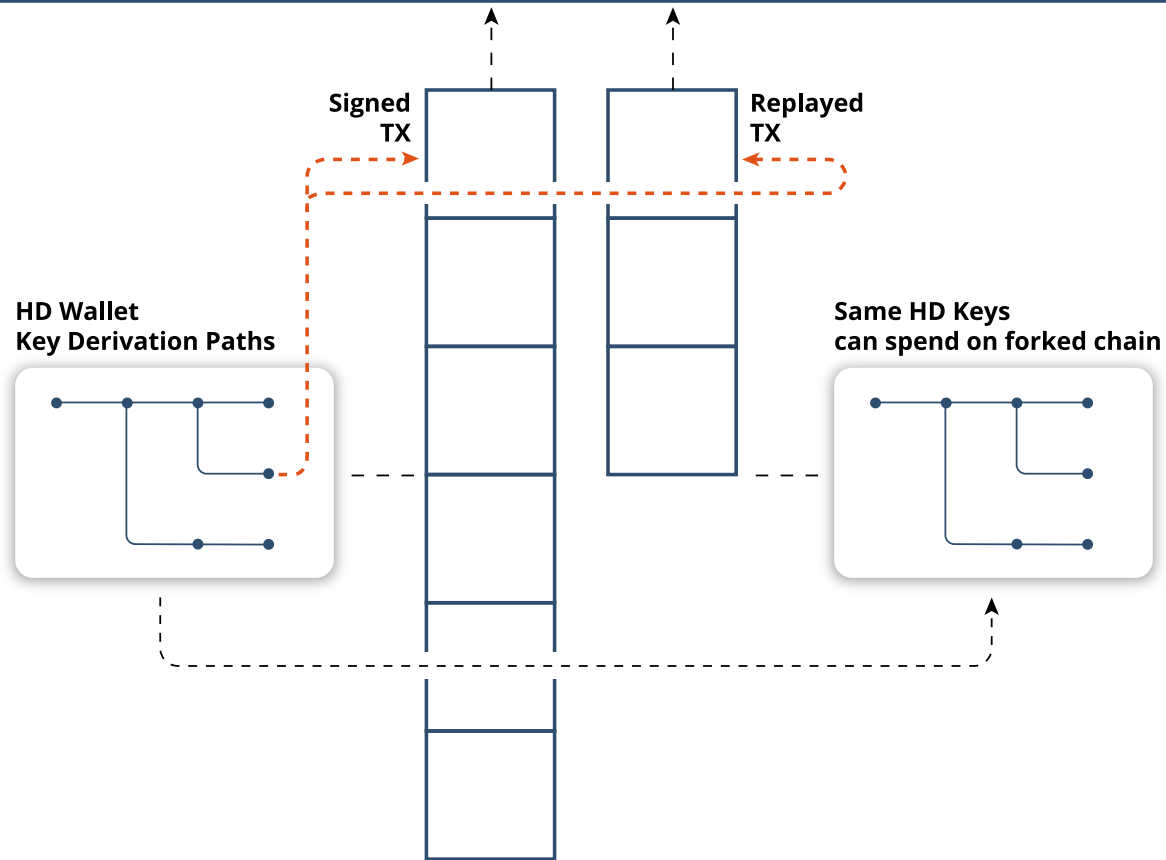 Signed
TX
Replayed
TX
HD Wallet
Key Derivation Paths
Same HD Keys
can spend on forked chain